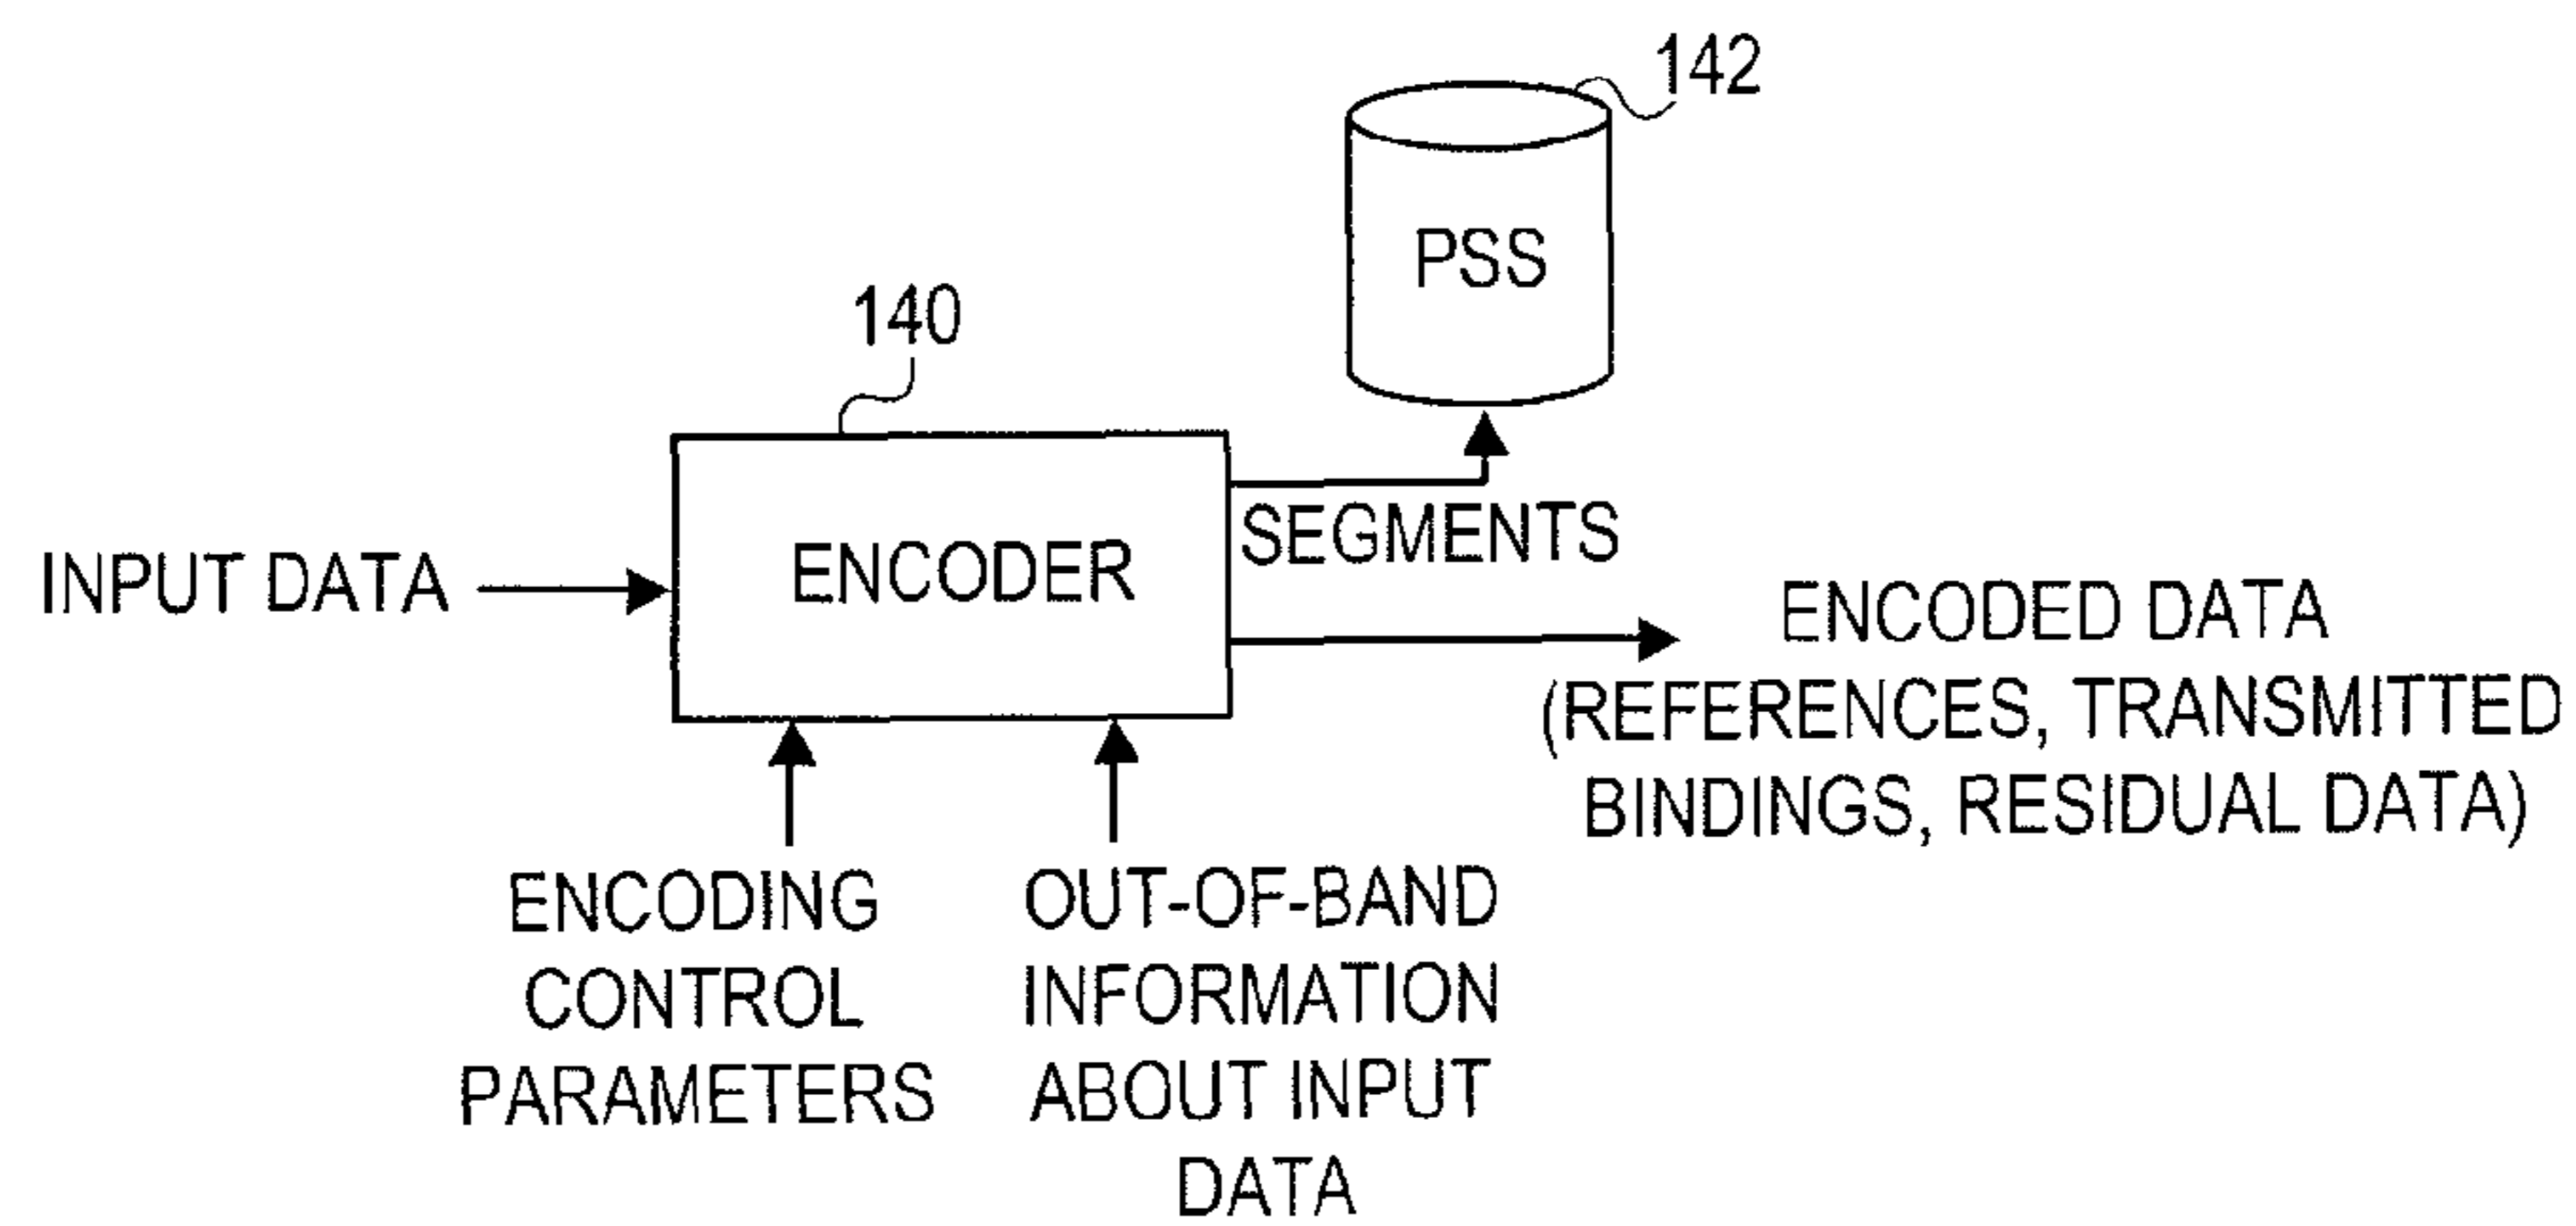 142
PSS
140
ENCODER
SEGMENTS
INPUT DATA
ENCODED DATA
(REFERENCES, TRANSMITTED
BINDINGS, RESIDUAL DATA)
ENCODING
CONTROL
PARAMETERS
OUT-OF-BAND
INFORMATION
ABOUT INPUT
DATA